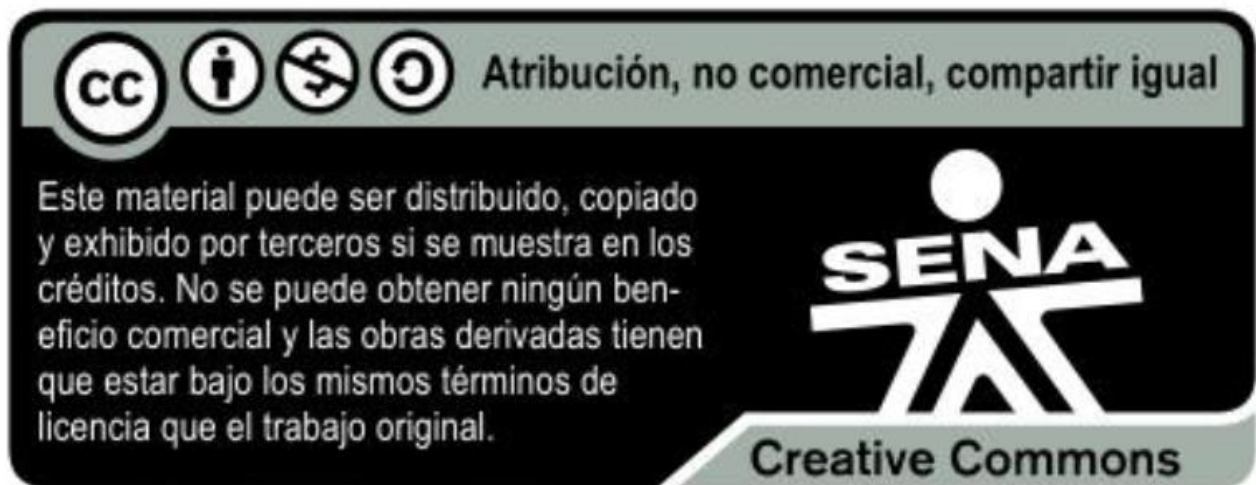 cc Atribución, no comercial, compartir igual
Este material puede ser distribuido, copiado
y exhibido por terceros si se muestra en los
créditos. No se puede obtener ningún ben-
eficio comercial y las obras derivadas tienen
que estar bajo los mismos términos de
licencia que el trabajo original.
SENA
Creative Commons